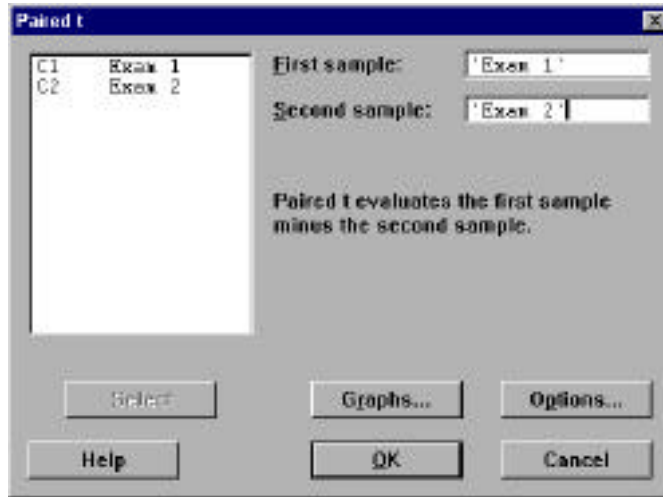 Paired t
C1 Exam 1
C2 Exam 2
First sample: 'Exam 1'
Second sample: 'Exam 2'
Paired t evaluates the first sample
minus the second sample.
Select
Graphs...
Options...
Help
OK
Cancel